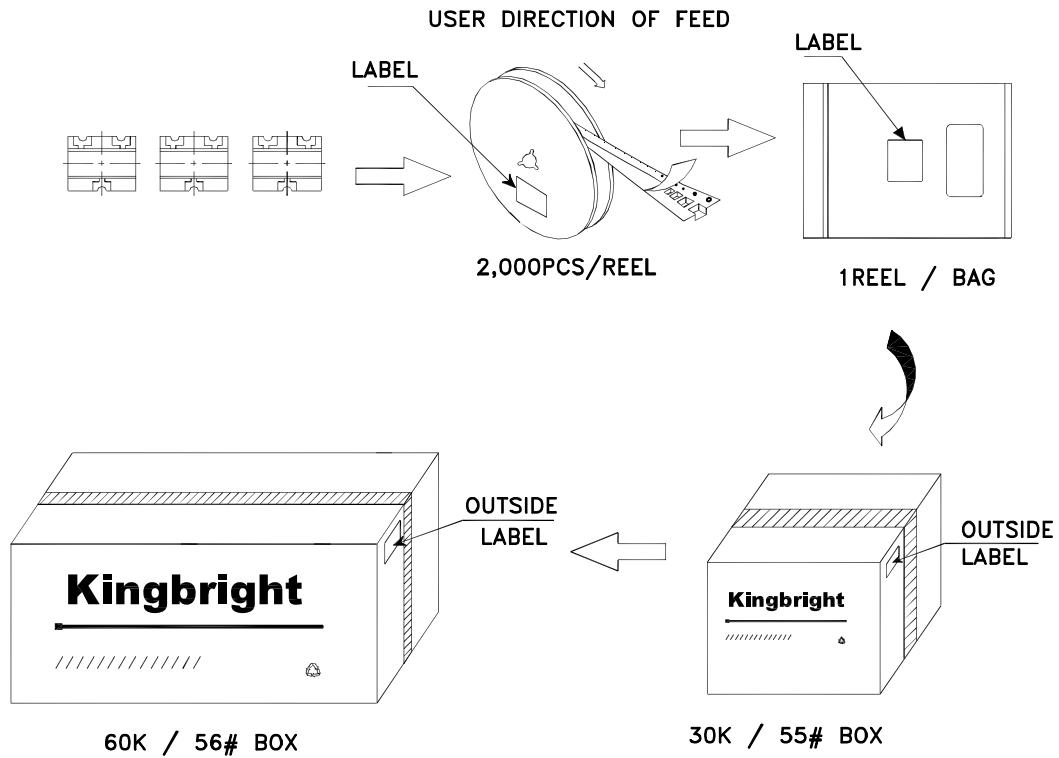 USER DIRECTION OF FEED
LABEL
LABEL
2,000PCS/REEL
1REEL / BAG
OUTSIDE
LABEL
Kingbright
60K / 56# BOX
OUTSIDE
LABEL
Kingbright
30K / 55# BOX